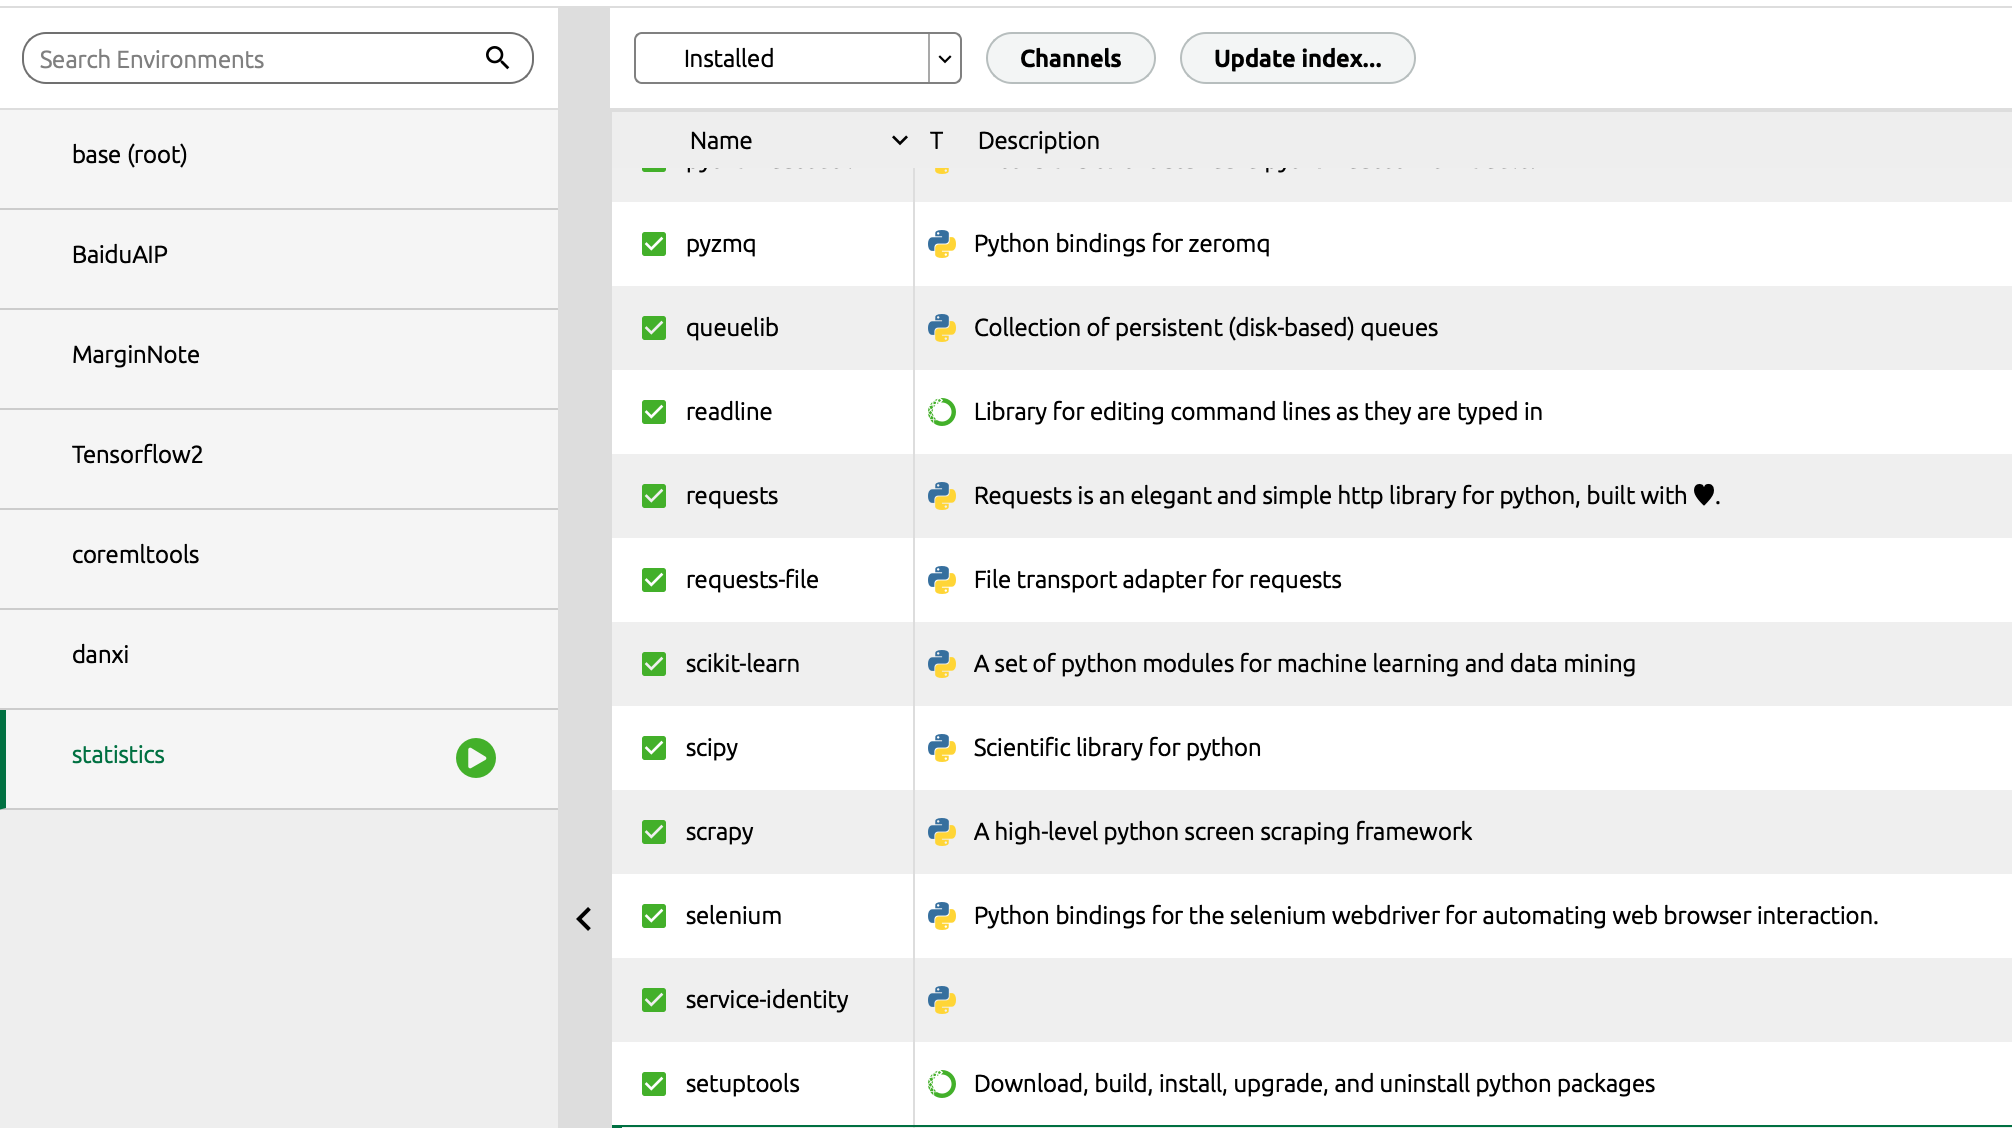 Search Environments
base (root)
BaiduAIP
MarginNote
Tensorflow2
coremltools
danxi
statistics
Installed
Channels
Update index...
Name T Description
pyzmq Python bindings for zeromq
queuelib Collection of persistent (disk-based) queues
readline Library for editing command lines as they are typed in
requests Requests is an elegant and simple http library for python, built with ♥.
requests-file File transport adapter for requests
scikit-learn A set of python modules for machine learning and data mining
scipy Scientific library for python
scrapy A high-level python screen scraping framework
selenium Python bindings for the selenium webdriver for automating web browser interaction.
service-identity
setuptools Download, build, install, upgrade, and uninstall python packages